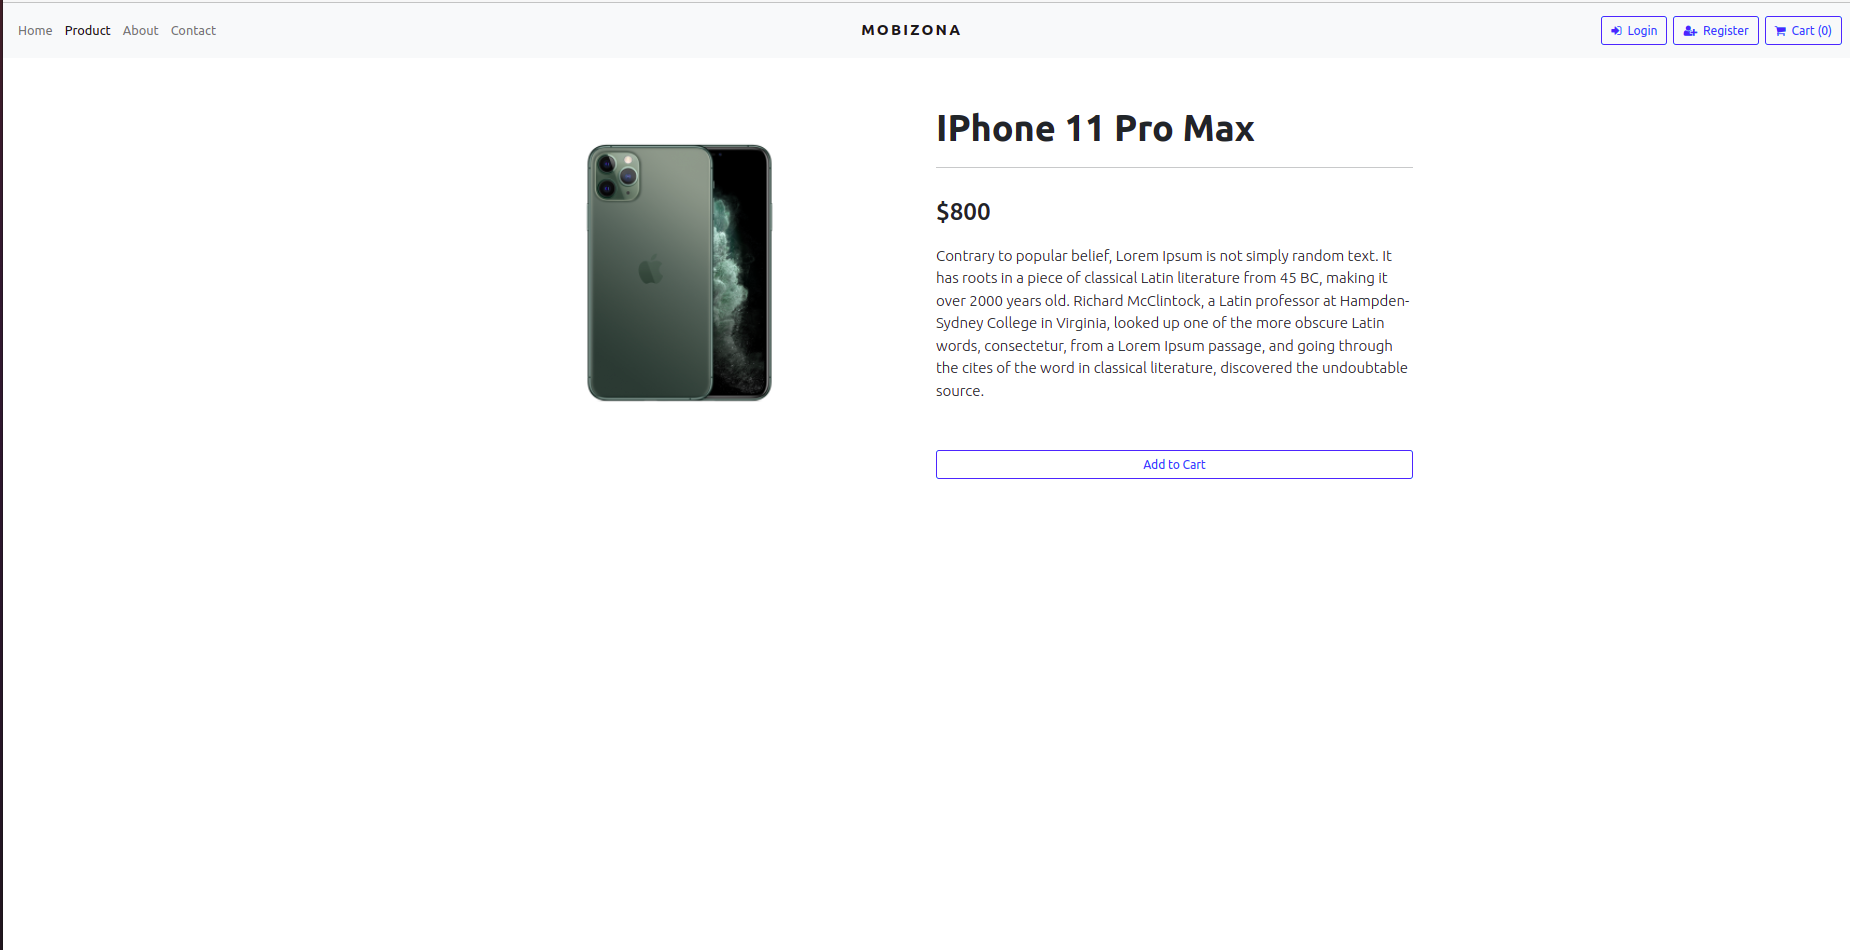 Home Product About Contact
MOBIZONA
Login Register Cart (0)
IPhone 11 Pro Max
$800
Contrary to popular belief, Lorem Ipsum is not simply random text. It
has roots in a piece of classical Latin literature from 45 BC, making it
over 2000 years old. Richard McClintock, a Latin professor at Hampden-
Sydney College in Virginia, looked up one of the more obscure Latin
words, consectetur, from a Lorem Ipsum passage, and going through
the cites of the word in classical literature, discovered the undoubtable
source.
Add to Cart